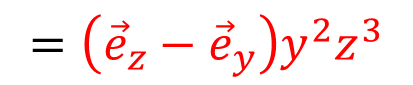 = (e⃗_z − e⃗_y)y²z³